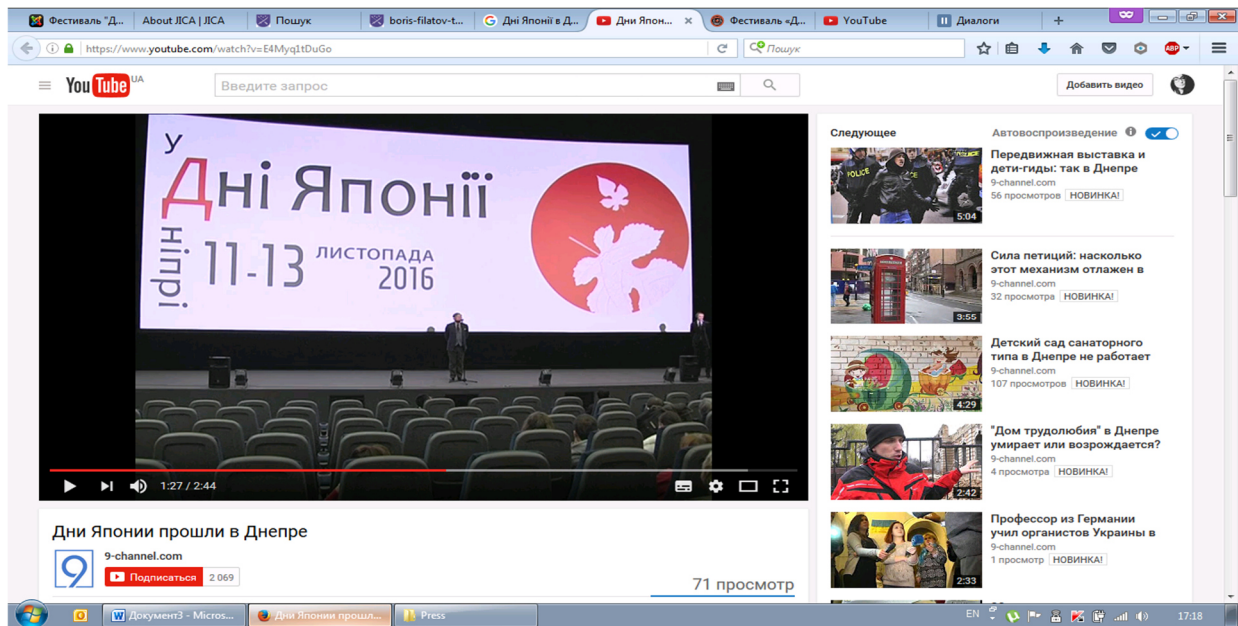 Фестиваль "Д...
About JICA | JICA
Пошук
boris-filatov-t...
Дні Японії в Д...
Дни Япон...
Фестиваль «Д...
YouTube
Диалоги
https://www.youtube.com/watch?v=E4Myq1tDuGo
Пошук
ABP
YouTube UA
Введите запрос
Добавить видео
У Дніпрі
Дні Японії
11-13 ЛИСТОПАДА
2016
1:27 / 2:44
Дни Японии прошли в Днепре
9
9-channel.com
Подписаться 2 069
71 просмотр
Следующее
Автовоспроизведение
POLICE
5:04
Передвижная выставка и
дети-гиды: так в Днепре
9-channel.com
56 просмотров НОВИНКА!
3:55
Сила петиций: насколько
этот механизм отлажен в
9-channel.com
32 просмотра НОВИНКА!
4:29
Детский сад санаторного
типа в Днепре не работает
9-channel.com
107 просмотров НОВИНКА!
2:42
"Дом трудолюбия" в Днепре
умирает или возрождается?
9-channel.com
4 просмотра НОВИНКА!
2:33
Профессор из Германии
учил органистов Украины в
9-channel.com
1 просмотр НОВИНКА!
Документ3 - Micros...
Дни Японии прошл...
Press
EN
17:18